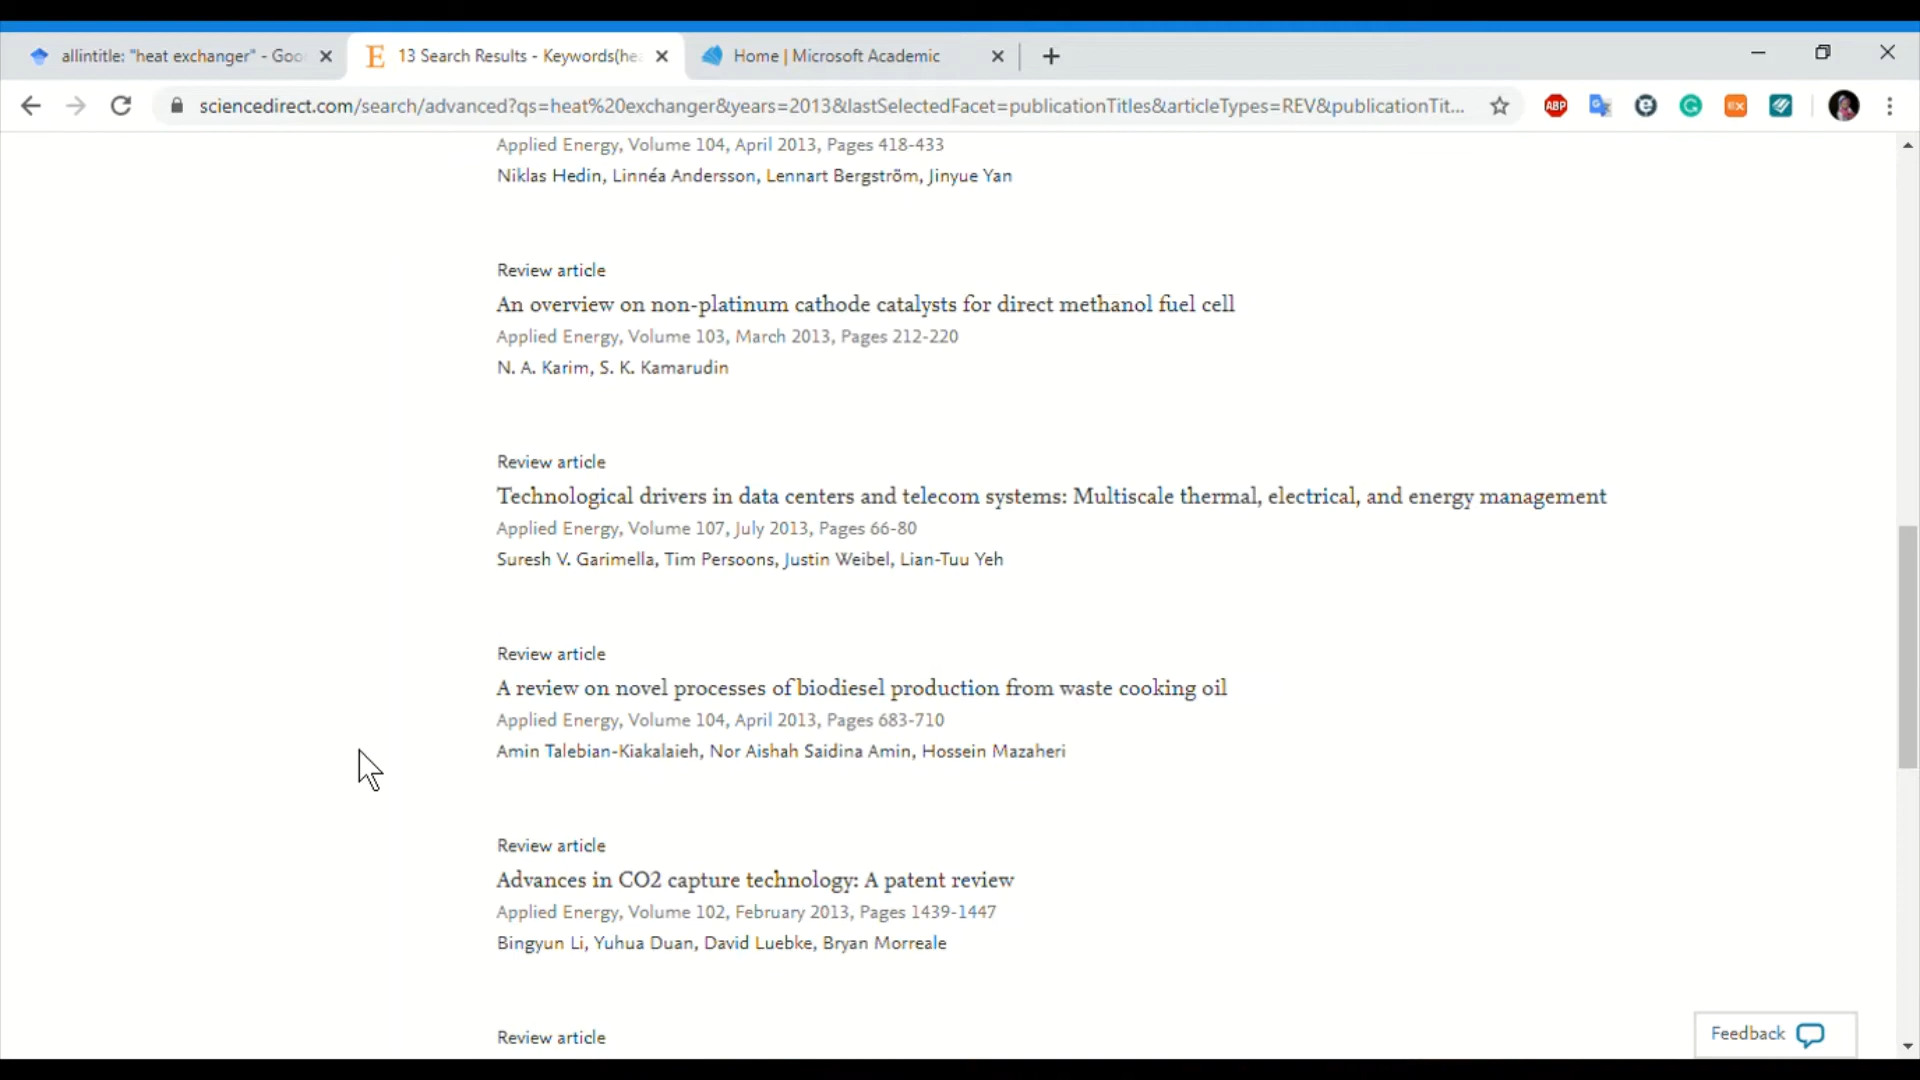 allintitle: "heat exchanger" - Goo
13 Search Results - Keywords(hea
Home | Microsoft Academic
sciencedirect.com/search/advanced?qs=heat%20exchanger&years=2013&lastSelectedFacet=publicationTitles&articleTypes=REV&publicationTit...
ABP
EX
Applied Energy, Volume 104, April 2013, Pages 418-433
Niklas Hedin, Linnéa Andersson, Lennart Bergström, Jinyue Yan
Review article
An overview on non-platinum cathode catalysts for direct methanol fuel cell
Applied Energy, Volume 103, March 2013, Pages 212-220
N. A. Karim, S. K. Kamarudin
Review article
Technological drivers in data centers and telecom systems: Multiscale thermal, electrical, and energy management
Applied Energy, Volume 107, July 2013, Pages 66-80
Suresh V. Garimella, Tim Persoons, Justin Weibel, Lian-Tuu Yeh
Review article
A review on novel processes of biodiesel production from waste cooking oil
Applied Energy, Volume 104, April 2013, Pages 683-710
Amin Talebian-Kiakalaieh, Nor Aishah Saidina Amin, Hossein Mazaheri
Review article
Advances in CO2 capture technology: A patent review
Applied Energy, Volume 102, February 2013, Pages 1439-1447
Bingyun Li, Yuhua Duan, David Luebke, Bryan Morreale
Review article
Feedback